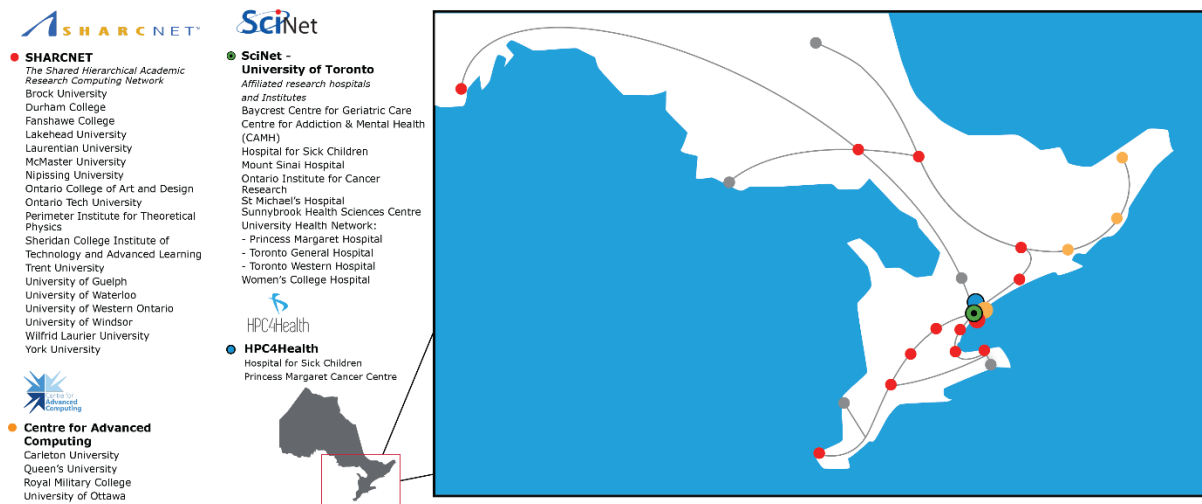 SHARCNET™
SHARCNET
The Shared Hierarchical Academic
Research Computing Network
Brock University
Durham College
Fanshawe College
Lakehead University
Laurentian University
McMaster University
Nipissing University
Ontario College of Art and Design
Ontario Tech University
Perimeter Institute for Theoretical
Physics
Sheridan College Institute of
Technology and Advanced Learning
Trent University
University of Guelph
University of Waterloo
University of Western Ontario
University of Windsor
Wilfrid Laurier University
York University
Centre for
Advanced
Computing
Centre for Advanced
Computing
Carleton University
Queen's University
Royal Military College
University of Ottawa
SciNet
SciNet -
University of Toronto
Affiliated research hospitals
and Institutes
Baycrest Centre for Geriatric Care
Centre for Addiction & Mental Health
(CAMH)
Hospital for Sick Children
Mount Sinai Hospital
Ontario Institute for Cancer
Research
St Michael's Hospital
Sunnybrook Health Sciences Centre
University Health Network:
- Princess Margaret Hospital
- Toronto General Hospital
- Toronto Western Hospital
Women's College Hospital
HPC4Health
HPC4Health
Hospital for Sick Children
Princess Margaret Cancer Centre